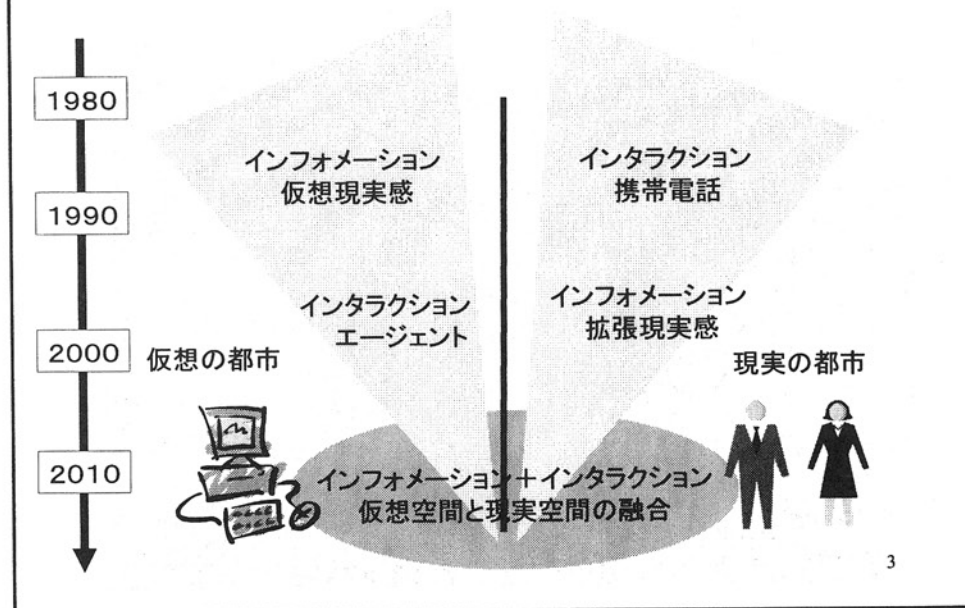 1980
インフォメーション
仮想現実感
インタラクション
携帯電話
1990
インタラクション
エージェント
インフォメーション
拡張現実感
2000
仮想の都市
現実の都市
2010
インフォメーション＋インタラクション
仮想空間と現実空間の融合
3